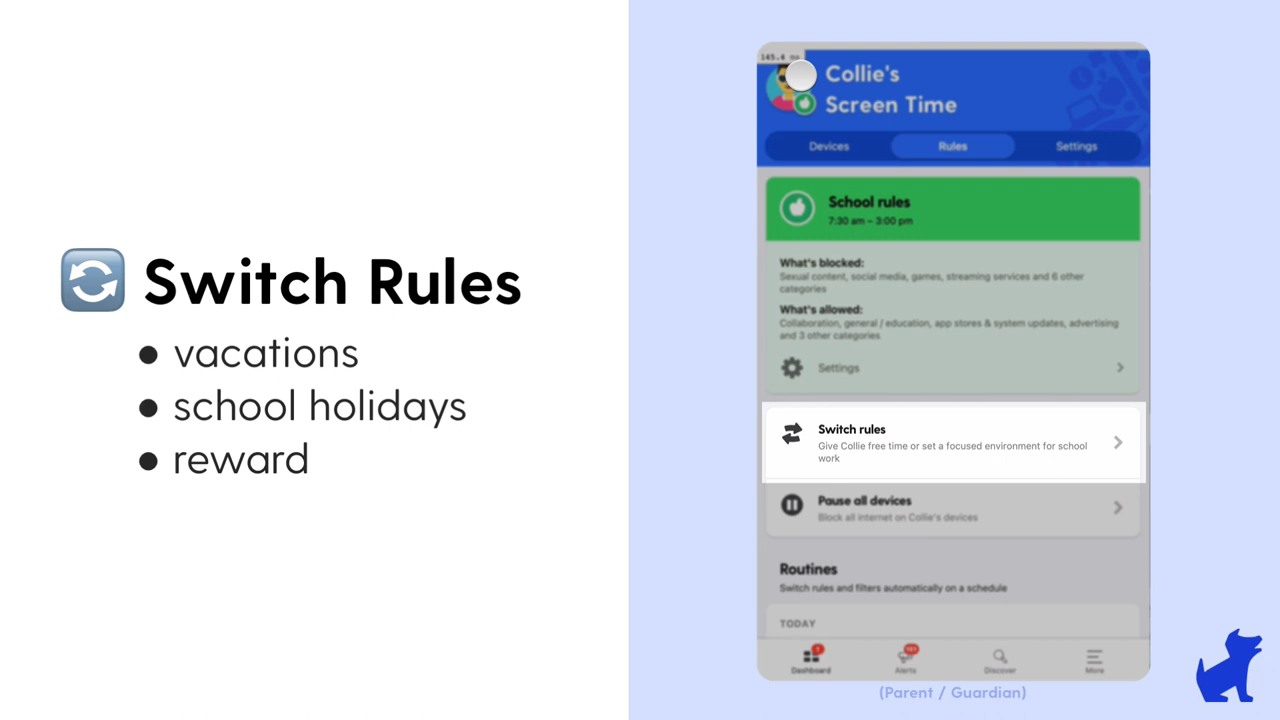 Switch Rules
● vacations
● school holidays
● reward
145.4
Collie's
Screen Time
Devices Rules Settings
School rules
7:30 am – 3:00 pm
What's blocked:
Sexual content, social media, games, streaming services and 6 other
categories
What's allowed:
Collaboration, general / education, app stores & system updates, advertising
and 3 other categories
Settings
Switch rules
Give Collie free time or set a focused environment for school
work
Pause all devices
Block all internet on Collie's devices
Routines
Switch rules and filters automatically on a schedule
TODAY
Dashboard Alerts Discover More
(Parent / Guardian)